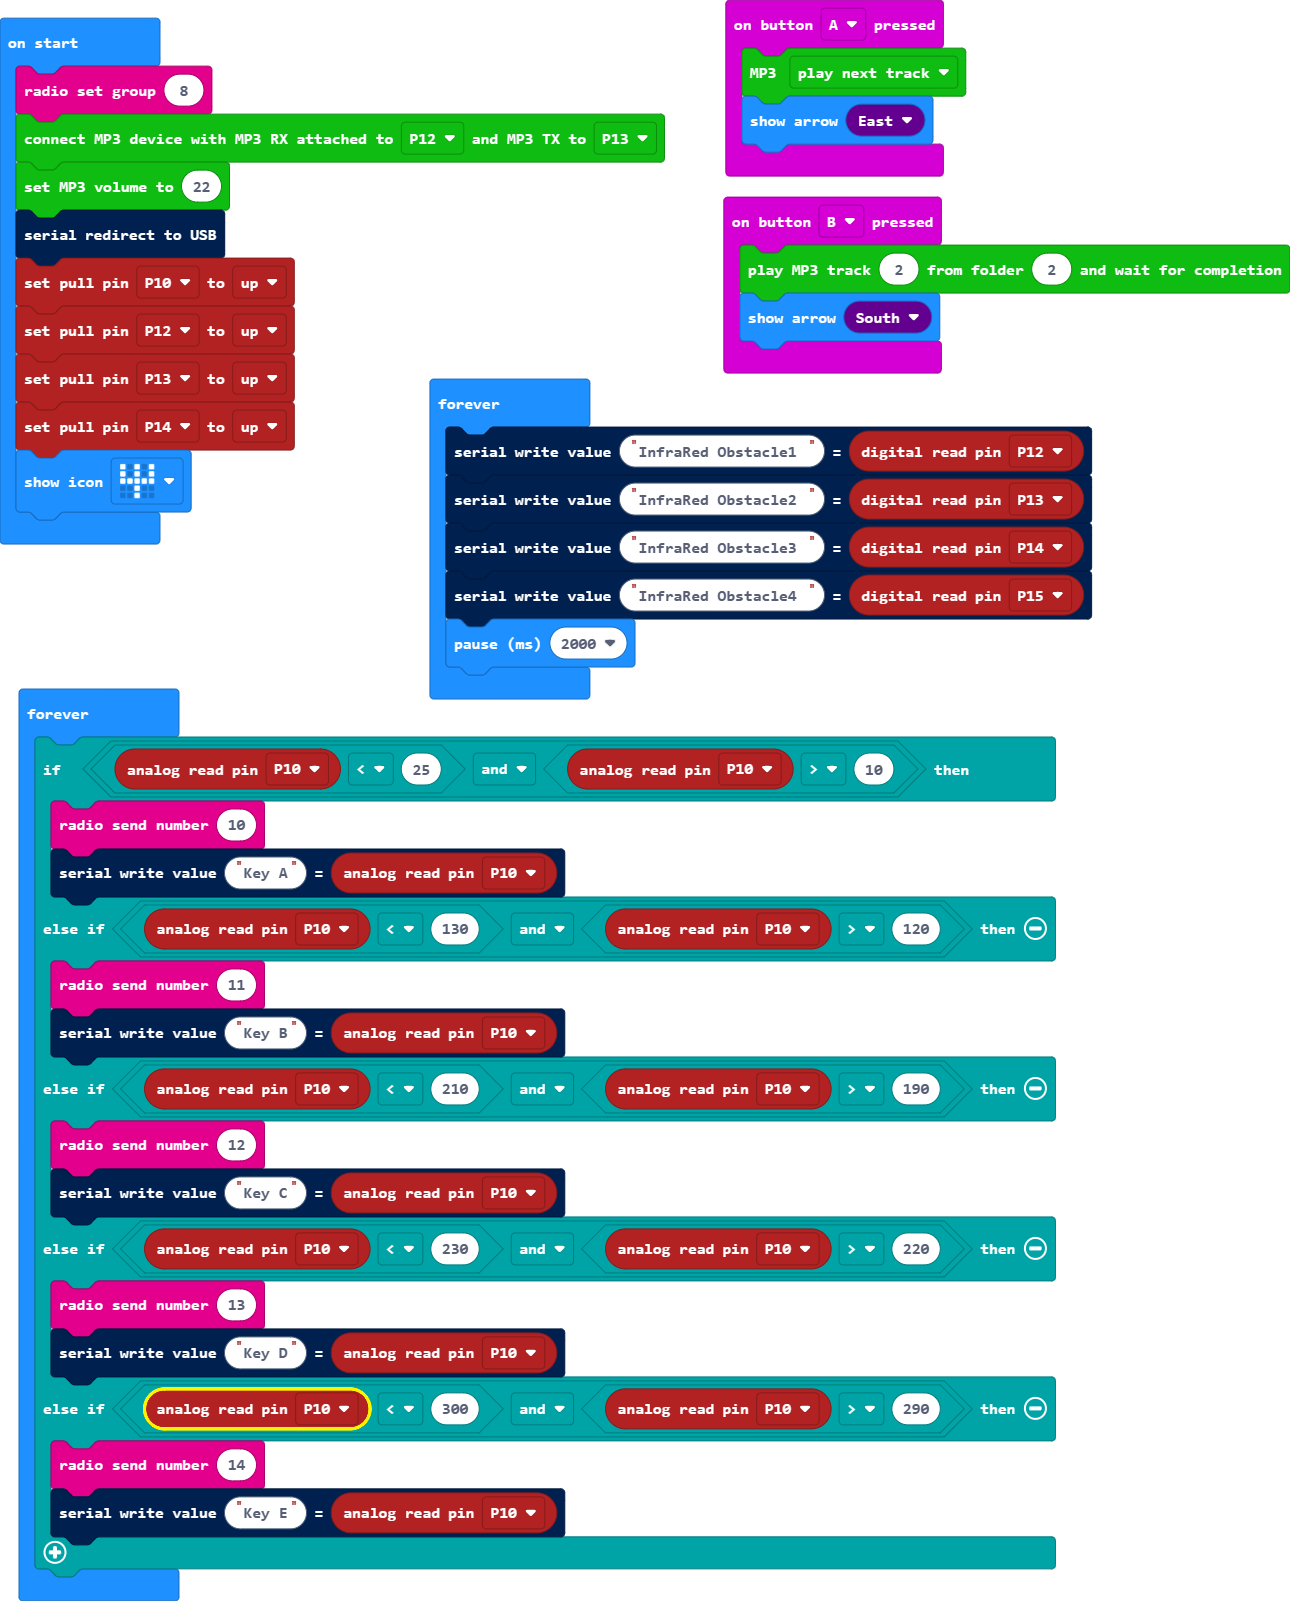 on start
radio set group 8
connect MP3 device with MP3 RX attached to P12 and MP3 TX to P13
set MP3 volume to 22
serial redirect to USB
set pull pin P10 to up
set pull pin P12 to up
set pull pin P13 to up
set pull pin P14 to up
show icon
on button A pressed
MP3 play next track
show arrow East
on button B pressed
play MP3 track 2 from folder 2 and wait for completion
show arrow South
forever
serial write value "InfraRed Obstacle1 " = digital read pin P12
serial write value "InfraRed Obstacle2 " = digital read pin P13
serial write value "InfraRed Obstacle3 " = digital read pin P14
serial write value "InfraRed Obstacle4 " = digital read pin P15
pause (ms) 2000
forever
if analog read pin P10 < 25 and analog read pin P10 > 10 then
radio send number 10
serial write value "Key A" = analog read pin P10
else if analog read pin P10 < 130 and analog read pin P10 > 120 then
radio send number 11
serial write value "Key B" = analog read pin P10
else if analog read pin P10 < 210 and analog read pin P10 > 190 then
radio send number 12
serial write value "Key C" = analog read pin P10
else if analog read pin P10 < 230 and analog read pin P10 > 220 then
radio send number 13
serial write value "Key D" = analog read pin P10
else if analog read pin P10 < 300 and analog read pin P10 > 290 then
radio send number 14
serial write value "Key E" = analog read pin P10